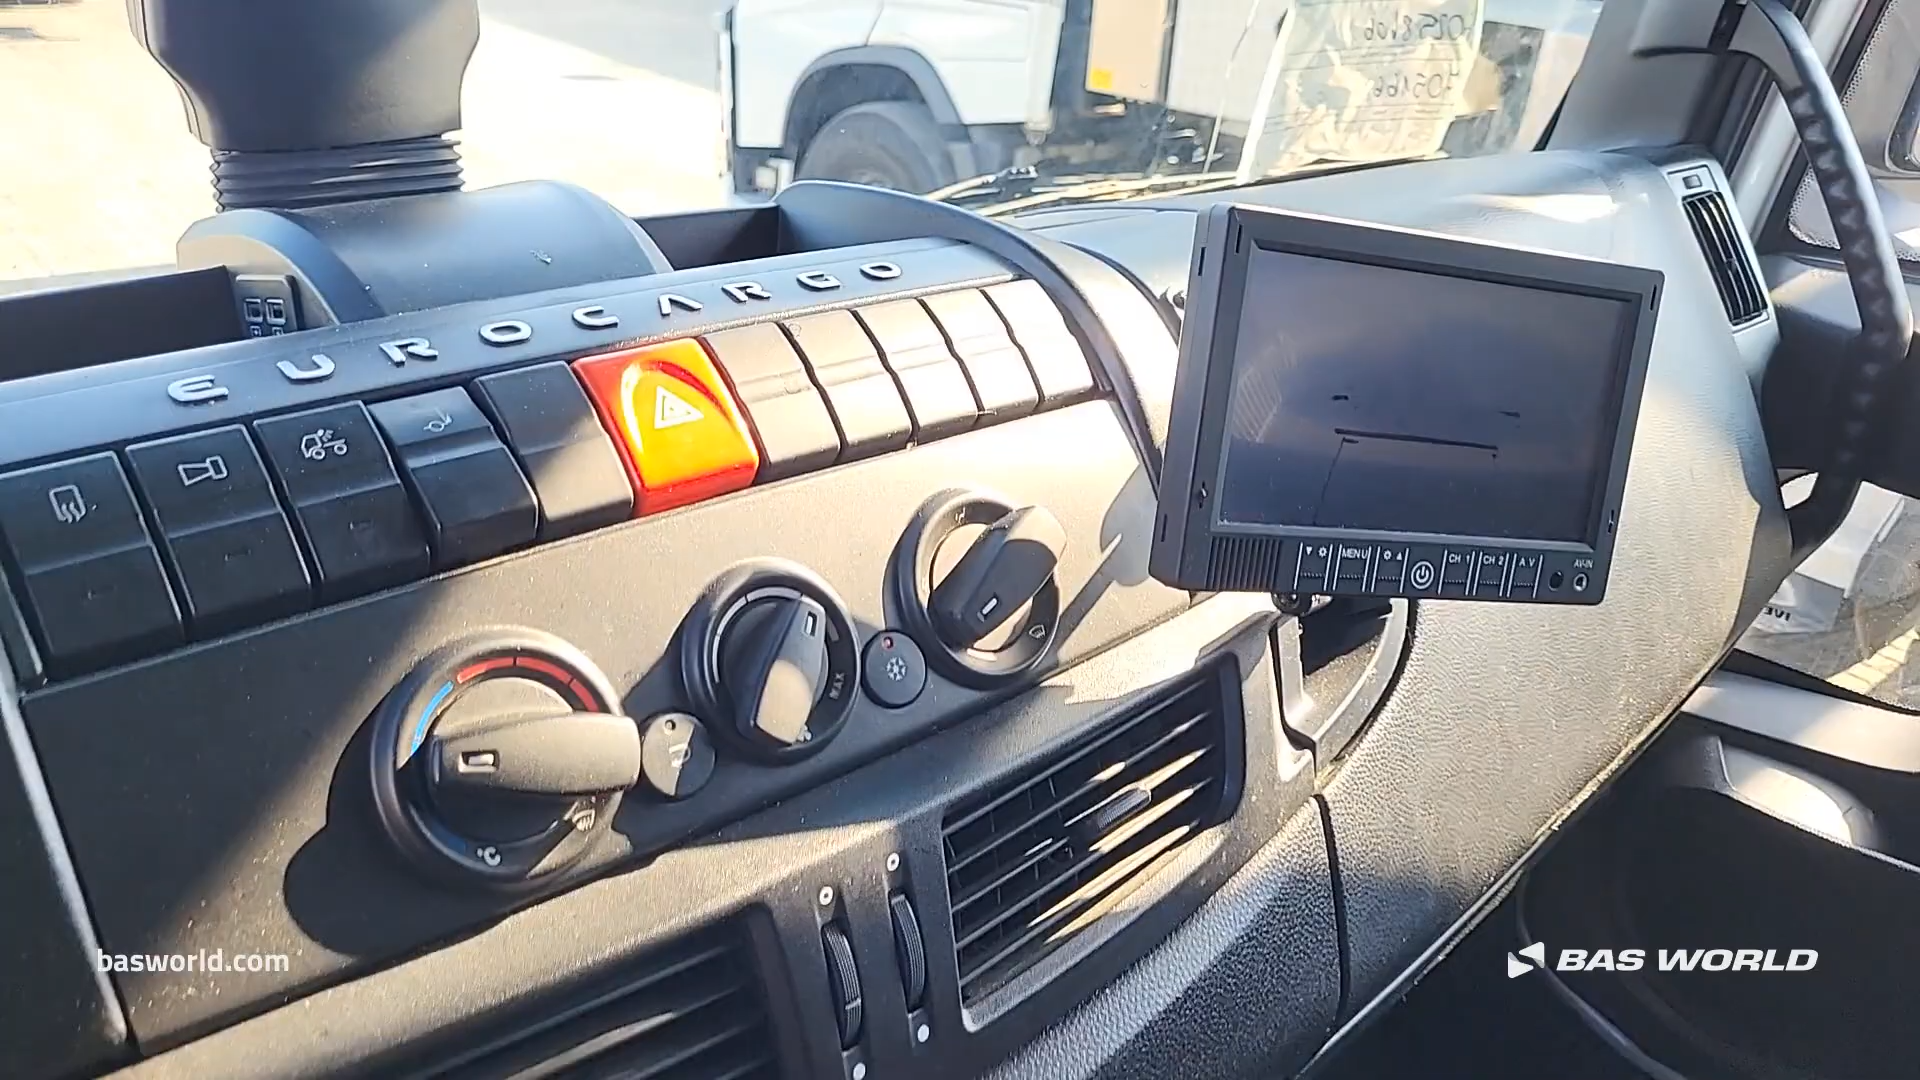 EUROCARGO
MENU
CH 1
CH 2
A V
AV-IN
MAX
°C
basworld.com
BAS WORLD